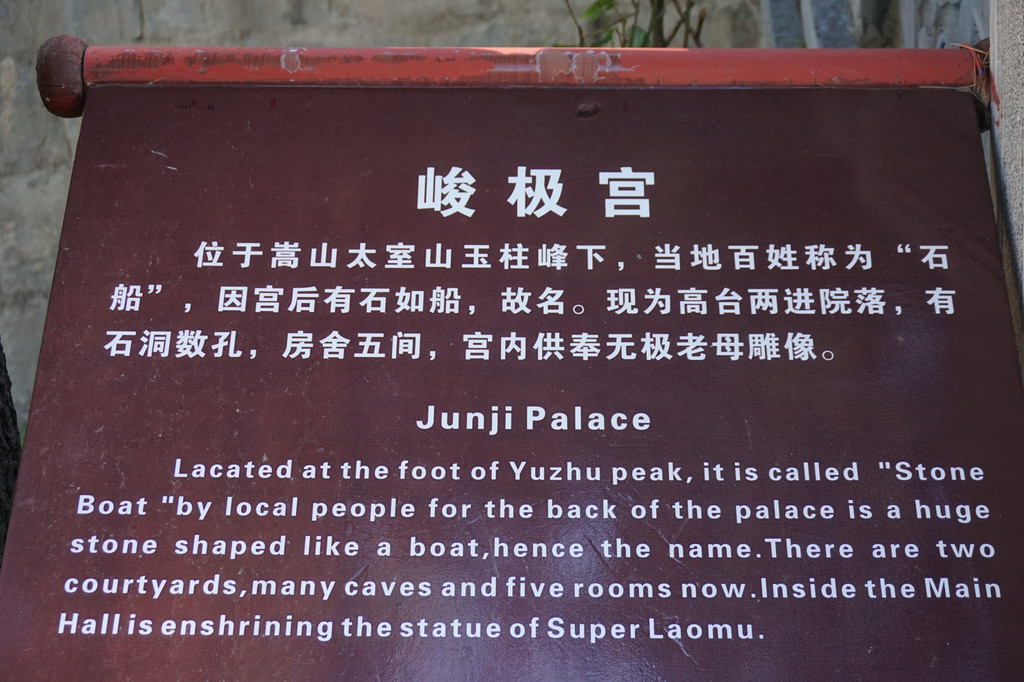 峻极宫
位于嵩山太室山玉柱峰下，当地百姓称为“石
船”，因宫后有石如船，故名。现为高台两进院落，有
石洞数孔，房舍五间，宫内供奉无极老母雕像。
Junji Palace
Lacated at the foot of Yuzhu peak, it is called "Stone
Boat "by local people for the back of the palace is a huge
stone shaped like a boat,hence the name.There are two
courtyards,many caves and five rooms now.Inside the Main
Hall is enshrining the statue of Super Laomu.